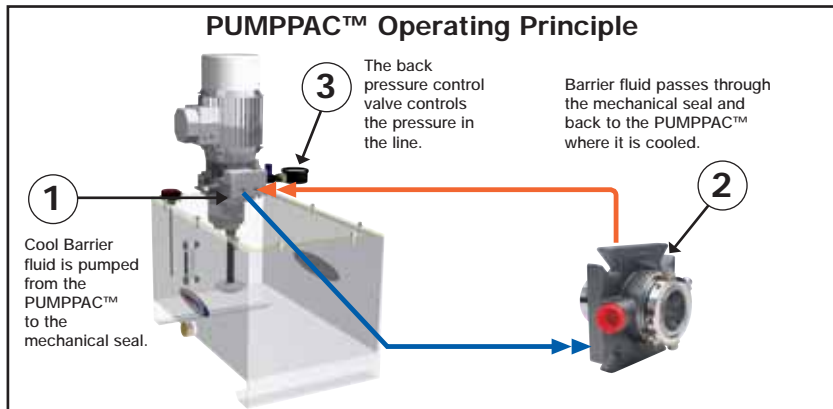 PUMPPAC™ Operating Principle
1
Cool Barrier
fluid is pumped
from the
PUMPPAC™
to the
mechanical seal.
3
The back
pressure control
valve controls
the pressure in
the line.
Barrier fluid passes through
the mechanical seal and
back to the PUMPPAC™
where it is cooled.
2